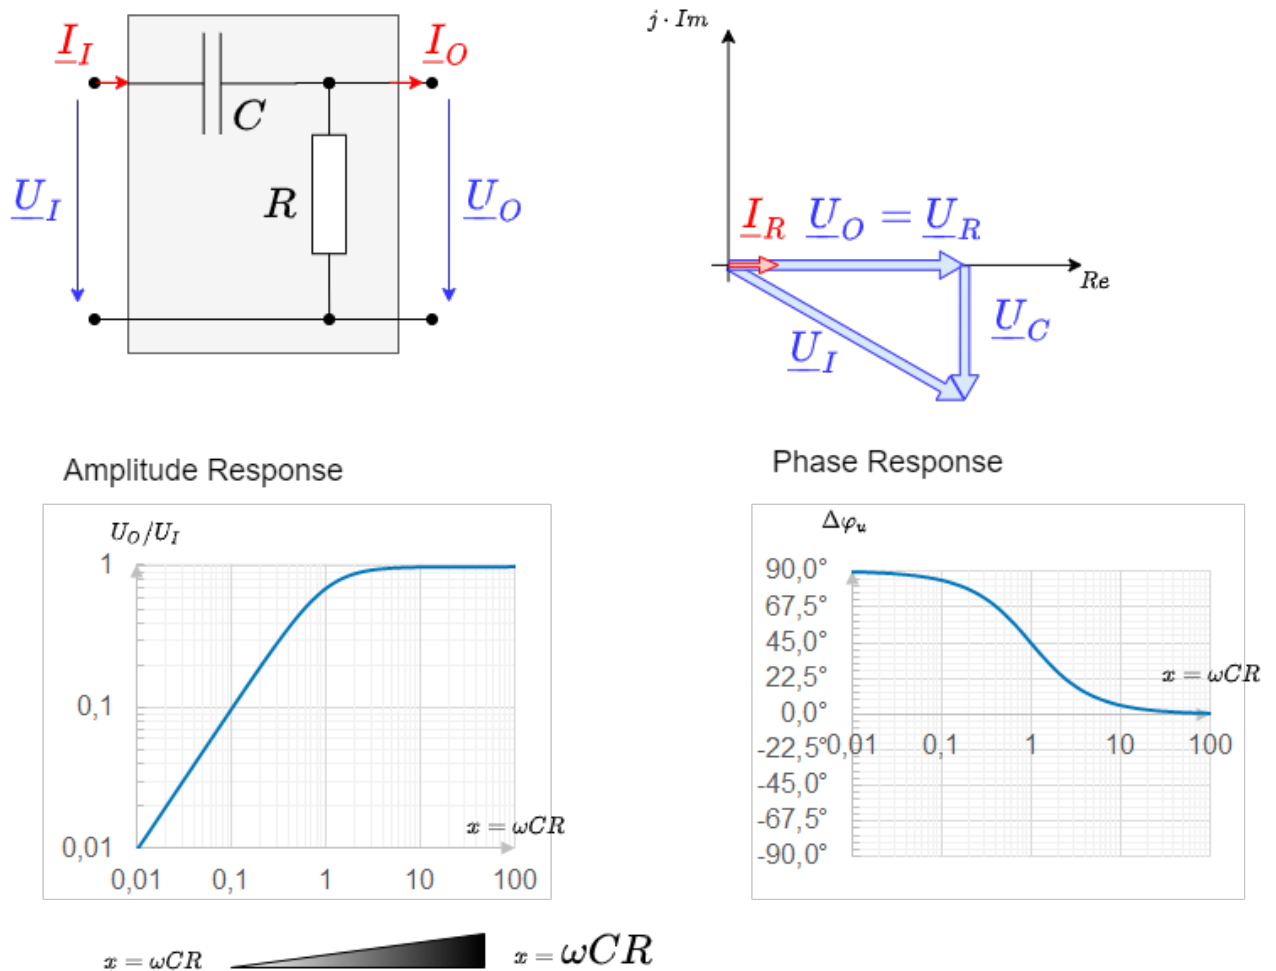 I_I
I_O
C
U_I
R
U_O
j · Im
I_R U_O = U_R
Re
U_C
U_I
Amplitude Response
U_O/U_I
1
0,1
0,01
x = ωCR
0,01 0,1 1 10 100
Phase Response
Δφ_u
90,0°
67,5°
45,0°
22,5°
x = ωCR
0,0°
-22,5°
0,01 0,1 1 10 100
-45,0°
-67,5°
-90,0°
x = ωCR
x = ωCR